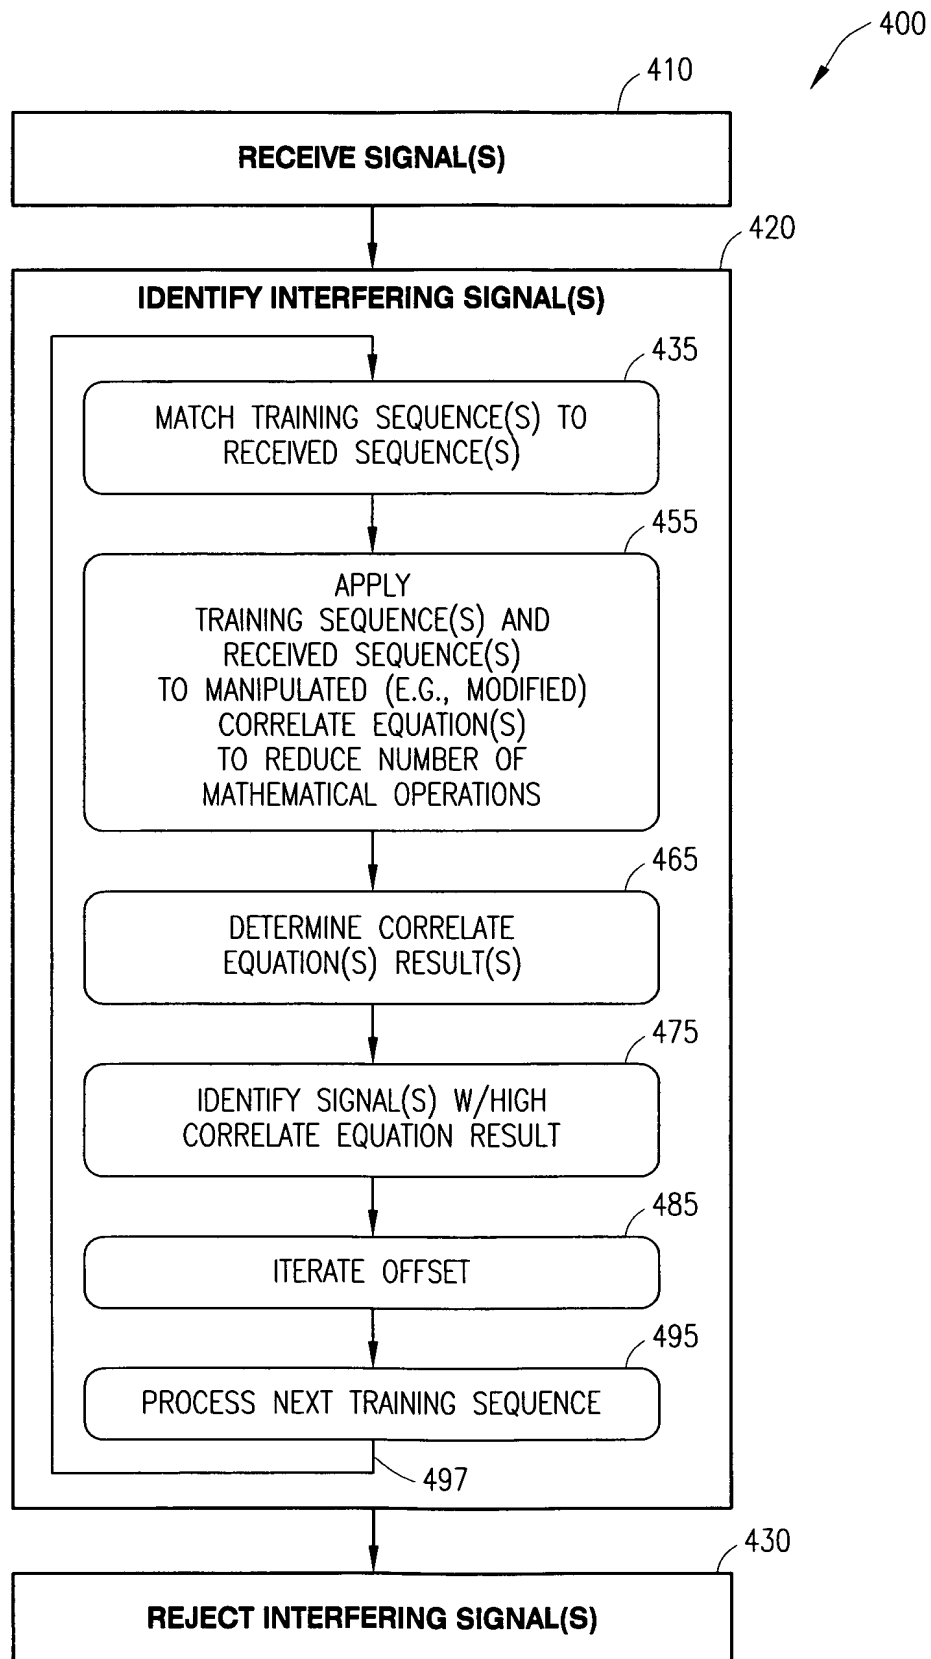 400
410
RECEIVE SIGNAL(S)
420
IDENTIFY INTERFERING SIGNAL(S)
435
MATCH TRAINING SEQUENCE(S) TO
RECEIVED SEQUENCE(S)
455
APPLY
TRAINING SEQUENCE(S) AND
RECEIVED SEQUENCE(S)
TO MANIPULATED (E.G., MODIFIED)
CORRELATE EQUATION(S)
TO REDUCE NUMBER OF
MATHEMATICAL OPERATIONS
465
DETERMINE CORRELATE
EQUATION(S) RESULT(S)
475
IDENTIFY SIGNAL(S) W/HIGH
CORRELATE EQUATION RESULT
485
ITERATE OFFSET
495
PROCESS NEXT TRAINING SEQUENCE
497
430
REJECT INTERFERING SIGNAL(S)